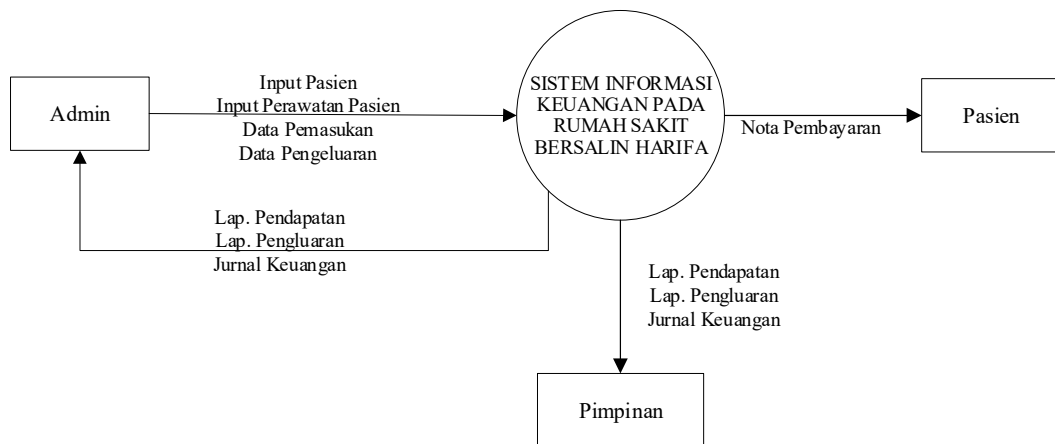 Admin
Input Pasien
Input Perawatan Pasien
Data Pemasukan
Data Pengeluaran
SISTEM INFORMASI
KEUANGAN PADA
RUMAH SAKIT
BERSALIN HARIFA
Nota Pembayaran
Pasien
Lap. Pendapatan
Lap. Pengluaran
Jurnal Keuangan
Lap. Pendapatan
Lap. Pengluaran
Jurnal Keuangan
Pimpinan